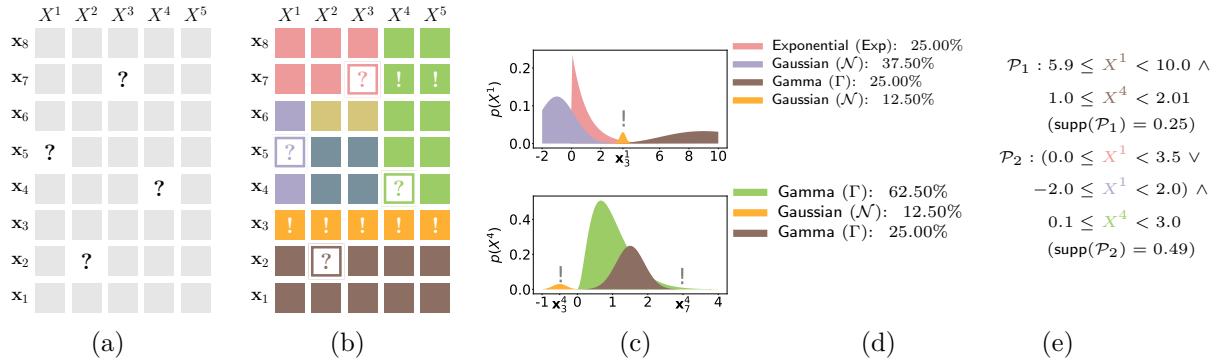 X¹ X² X³ X⁴ X⁵
x₈
x₇ ?
x₆
x₅ ?
x₄ ?
x₃
x₂ ?
x₁
(a)
X¹ X² X³ X⁴ X⁵
x₈
x₇ ? ! !
x₆
x₅ ?
x₄ ?
x₃ ! ! ! ! !
x₂ ?
x₁
(b)
p(X¹)
0.2
0.1
0.0
!
-2 0 2 x₃¹ 4 6 8 10
p(X⁴)
0.4
0.2
0.0
! !
-1 x₃⁴ 0 1 2 x₇⁴ 4
(c)
Exponential (Exp): 25.00%
Gaussian (𝒩): 37.50%
Gamma (Γ): 25.00%
Gaussian (𝒩): 12.50%
Gamma (Γ): 62.50%
Gaussian (𝒩): 12.50%
Gamma (Γ): 25.00%
(d)
𝒫₁ : 5.9 ≤ X¹ < 10.0 ∧
1.0 ≤ X⁴ < 2.01
(supp(𝒫₁) = 0.25)
𝒫₂ : (0.0 ≤ X¹ < 3.5 ∨
−2.0 ≤ X¹ < 2.0) ∧
0.1 ≤ X⁴ < 3.0
(supp(𝒫₂) = 0.49)
(e)